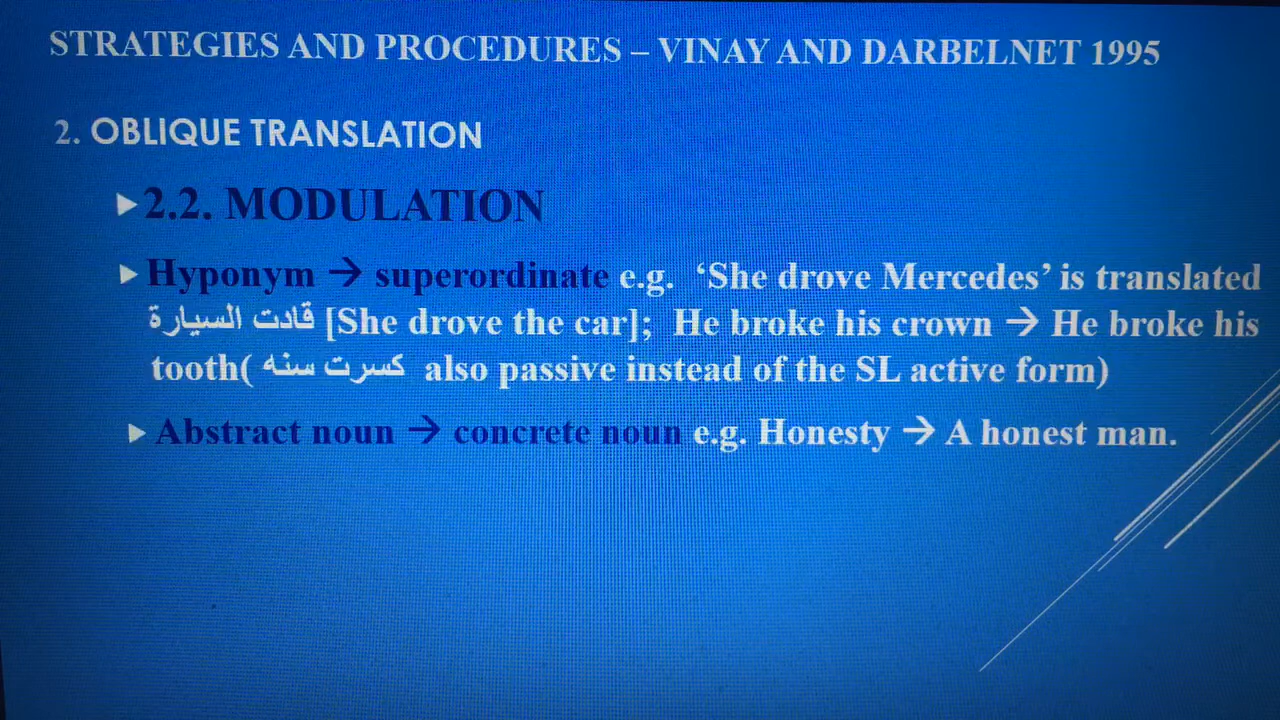 STRATEGIES AND PROCEDURES – VINAY AND DARBELNET 1995
2. OBLIQUE TRANSLATION
2.2. MODULATION
Hyponym → superordinate e.g. ‘She drove Mercedes’ is translated
قادت السيارة [She drove the car]; He broke his crown → He broke his
tooth( كسرت سنه also passive instead of the SL active form)
Abstract noun → concrete noun e.g. Honesty → A honest man.